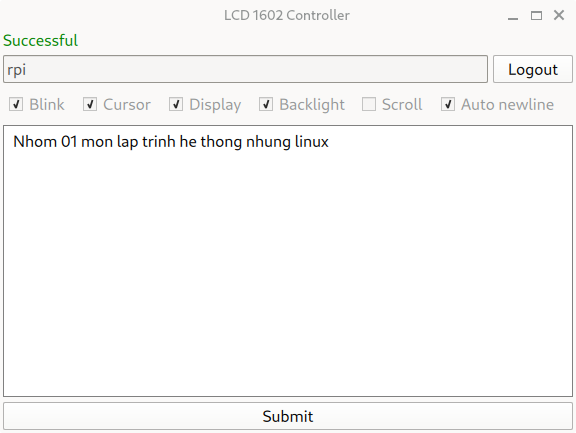 LCD 1602 Controller
Successful
rpi Logout
Blink Cursor Display Backlight Scroll Auto newline
Nhom 01 mon lap trinh he thong nhung linux
Submit